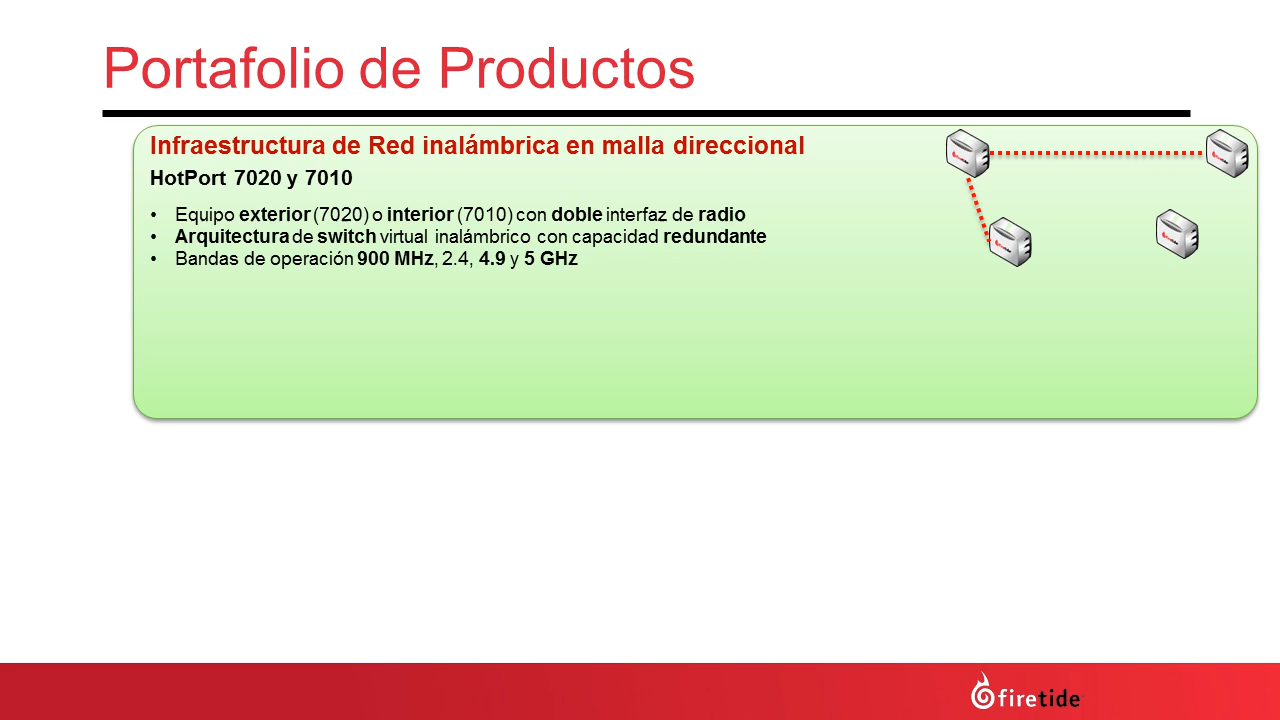 Portafolio de Productos
Infraestructura de Red inalámbrica en malla direccional
HotPort 7020 y 7010
• Equipo exterior (7020) o interior (7010) con doble interfaz de radio
• Arquitectura de switch virtual inalámbrico con capacidad redundante
• Bandas de operación 900 MHz, 2.4, 4.9 y 5 GHz
firetide